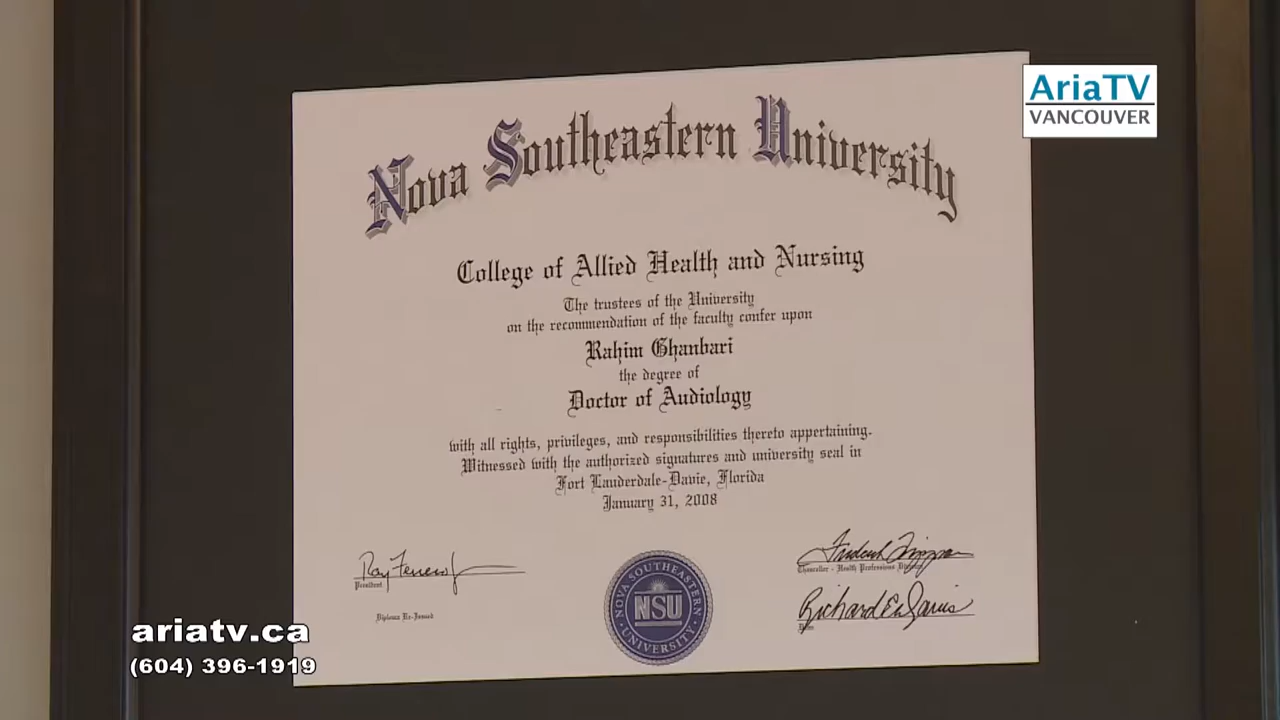 AriaTV
VANCOUVER
Nova Southeastern University
College of Allied Health and Nursing
The trustees of the University
on the recommendation of the faculty confer upon
Rahim Ghanbari
the degree of
Doctor of Audiology
with all rights, privileges, and responsibilities thereto appertaining.
Witnessed with the authorized signatures and university seal in
Fort Lauderdale-Davie, Florida
January 31, 2008
President
Chancellor - Health Professions Division
Dean
Diploma Re-Issued
NOVA SOUTHEASTERN
NSU
UNIVERSITY
ariatv.ca
(604) 396-1919